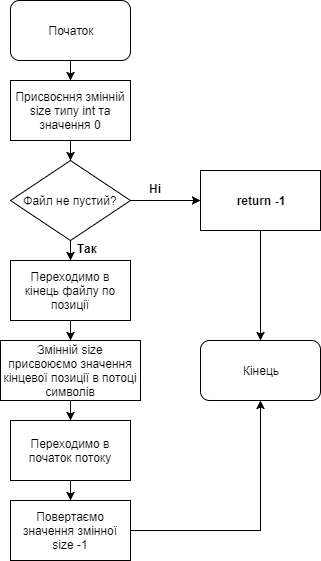 Початок
Присвоєння змінній
size типу int та
значення 0
Файл не пустий?
Ні
return -1
Так
Переходимо в
кінець файлу по
позиції
Змінній size
присвоюємо значення
кінцевої позиції в потоці
символів
Кінець
Переходимо в
початок потоку
Повертаємо
значення змінної
size -1